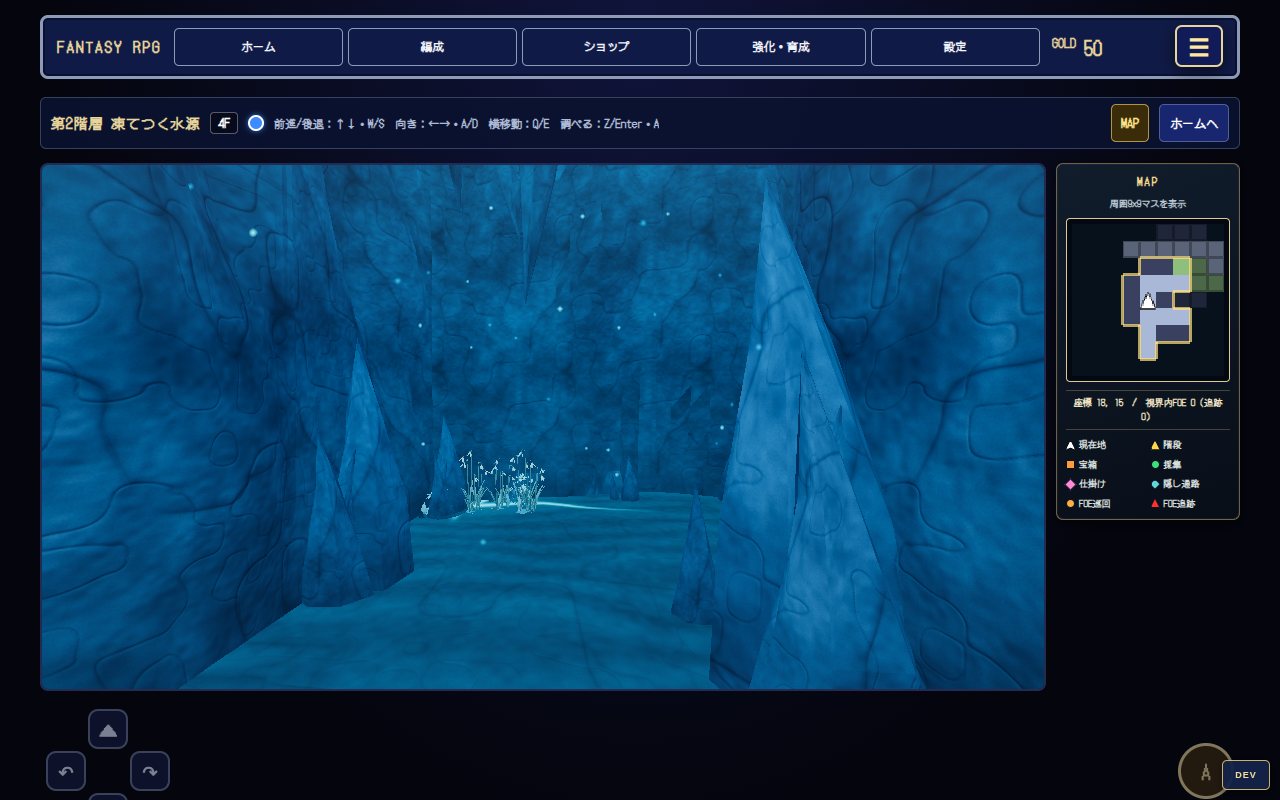 FANTASY RPG
ホーム
編成
ショップ
強化・育成
設定
GOLD 50
第2階層 凍てつく水源
4F
前進/後退：↑↓・W/S 向き：←→・A/D 横移動：Q/E 調べる：Z/Enter・A
MAP
ホームへ
MAP
周囲9x9マスを表示
座標 18, 15 / 視界内FOE 0 (追跡
0)
現在地
階段
宝箱
採集
仕掛け
隠し通路
FOE巡回
FOE追跡
A
DEV